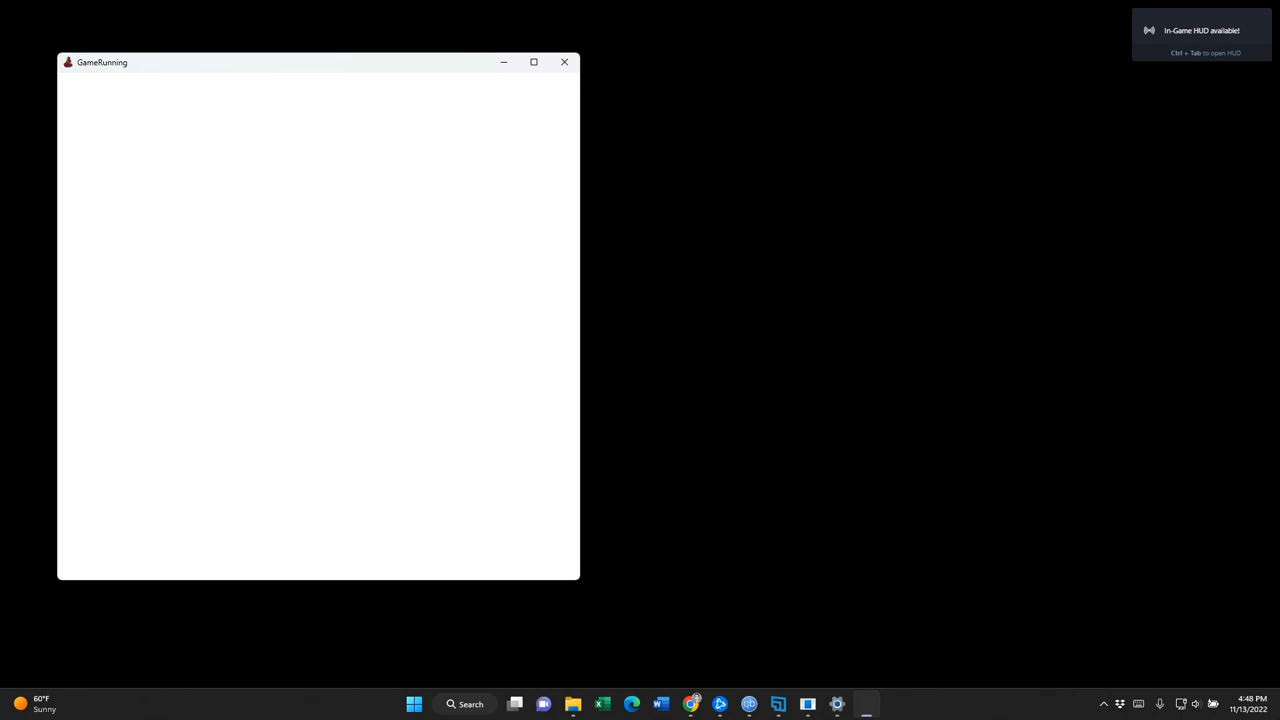 In-Game HUD available!
Ctrl + Tab to open HUD
GameRunning
60°F
Sunny
Search
qb
4:48 PM
11/13/2022